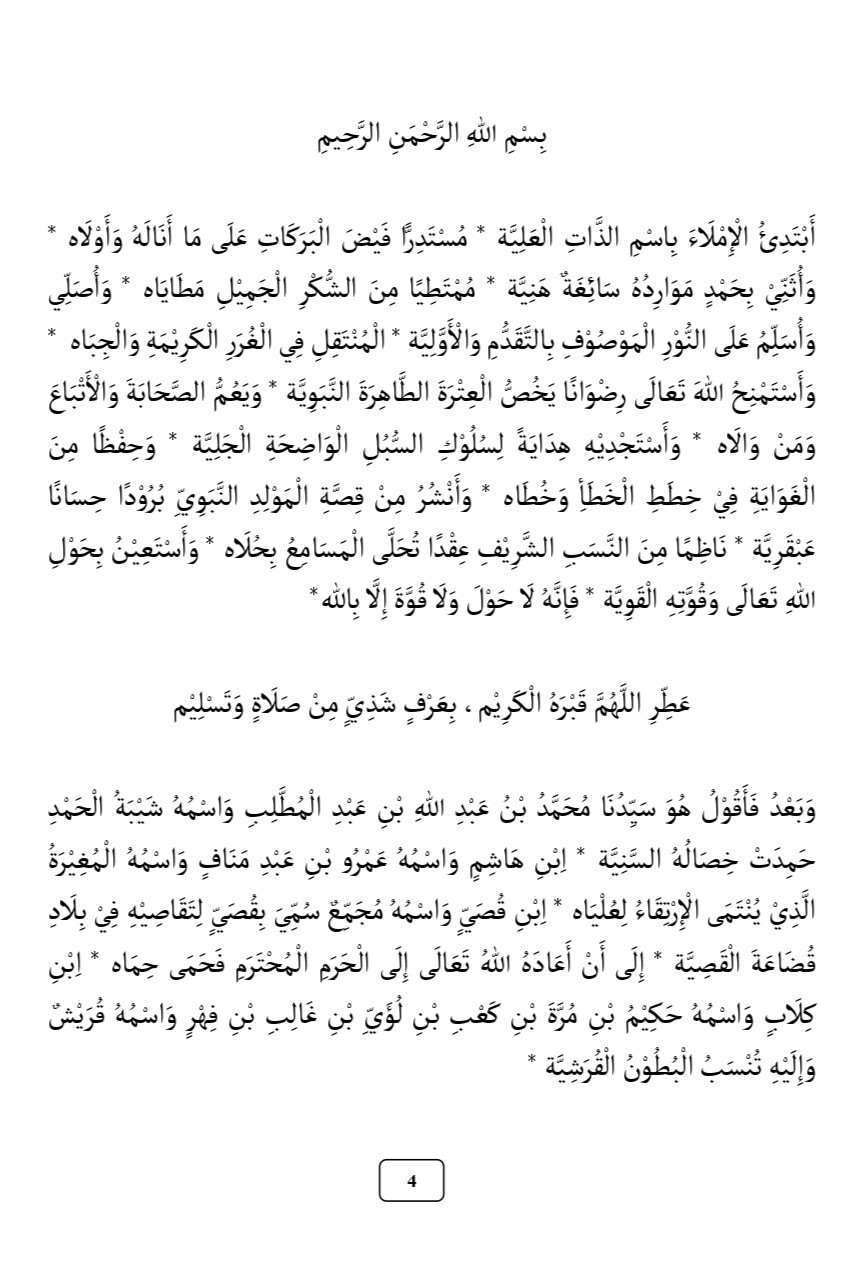 بِسْمِ اللهِ الرَّحْمَنِ الرَّحِيمِ
أَبْتَدِئُ الْإِمْلَاءَ بِاسْمِ الذَّاتِ الْعَلِيَّة * مُسْتَدِرًّا فَيْضَ الْبَرَكَاتِ عَلَى مَا أَنَالَهُ وَأَوْلَاه *
وَأُثَنِّيْ بِحَمْدٍ مَوَارِدُهُ سَائِغَةٌ هَنِيَّة * مُمْتَطِيًا مِنَ الشُّكْرِ الْجَمِيْلِ مَطَايَاه * وَأُصَلِّي
وَأُسَلِّمُ عَلَى النُّوْرِ الْمَوْصُوْفِ بِالتَّقَدُّمِ وَالْأَوَّلِيَّة * الْمُنْتَقِلِ فِي الْغُرَرِ الْكَرِيْمَةِ وَالْجِبَاه *
وَأَسْتَمْنِحُ اللهَ تَعَالَى رِضْوَانًا يَخُصُّ الْعِتْرَةَ الطَّاهِرَةَ النَّبَوِيَّة * وَيَعُمُّ الصَّحَابَةَ وَالْأَتْبَاعَ
وَمَنْ وَالَاه * وَأَسْتَجْدِيْهِ هِدَايَةً لِسُلُوْكِ السُّبُلِ الْوَاضِحَةِ الْجَلِيَّة * وَحِفْظًا مِنَ
الْغَوَايَةِ فِيْ خِطَطِ الْخَطَأِ وَخُطَاه * وَأَنْشُرُ مِنْ قِصَّةِ الْمَوْلِدِ النَّبَوِيِّ بُرُوْدًا حِسَانًا
عَبْقَرِيَّة * نَاظِمًا مِنَ النَّسَبِ الشَّرِيْفِ عِقْدًا تُحَلَّى الْمَسَامِعُ بِحُلَاه * وَأَسْتَعِيْنُ بِحَوْلِ
اللهِ تَعَالَى وَقُوَّتِهِ الْقَوِيَّة * فَإِنَّهُ لَا حَوْلَ وَلَا قُوَّةَ إِلَّا بِالله*
عَطِّرِ اللَّهُمَّ قَبْرَهُ الْكَرِيْم ، بِعَرْفٍ شَذِيٍّ مِنْ صَلَاةٍ وَتَسْلِيْم
وَبَعْدُ فَأَقُوْلُ هُوَ سَيِّدُنَا مُحَمَّدُ بْنُ عَبْدِ اللهِ بْنِ عَبْدِ الْمُطَّلِبِ وَاسْمُهُ شَيْبَةُ الْحَمْدِ
حَمِدَتْ خِصَالُهُ السَّنِيَّة * اِبْنِ هَاشِمٍ وَاسْمُهُ عَمْرُو بْنِ عَبْدِ مَنَافٍ وَاسْمُهُ الْمُغِيْرَةُ
الَّذِيْ يُنْتَمَى الْإِرْتِقَاءُ لِعُلْيَاه * اِبْنِ قُصَيٍّ وَاسْمُهُ مُجَمِّعٌ سُمِّيَ بِقُصَيٍّ لِتَقَاصِيْهِ فِيْ بِلَادِ
قُضَاعَةَ الْقَصِيَّة * إِلَى أَنْ أَعَادَهُ اللهُ تَعَالَى إِلَى الْحَرَمِ الْمُحْتَرَمِ فَحَمَى حِمَاه * اِبْنِ
كِلَابٍ وَاسْمُهُ حَكِيْمُ بْنِ مُرَّةَ بْنِ كَعْبِ بْنِ لُؤَيِّ بْنِ غَالِبِ بْنِ فِهْرٍ وَاسْمُهُ قُرَيْشٌ
وَإِلَيْهِ تُنْسَبُ الْبُطُوْنُ الْقُرَشِيَّة *
4